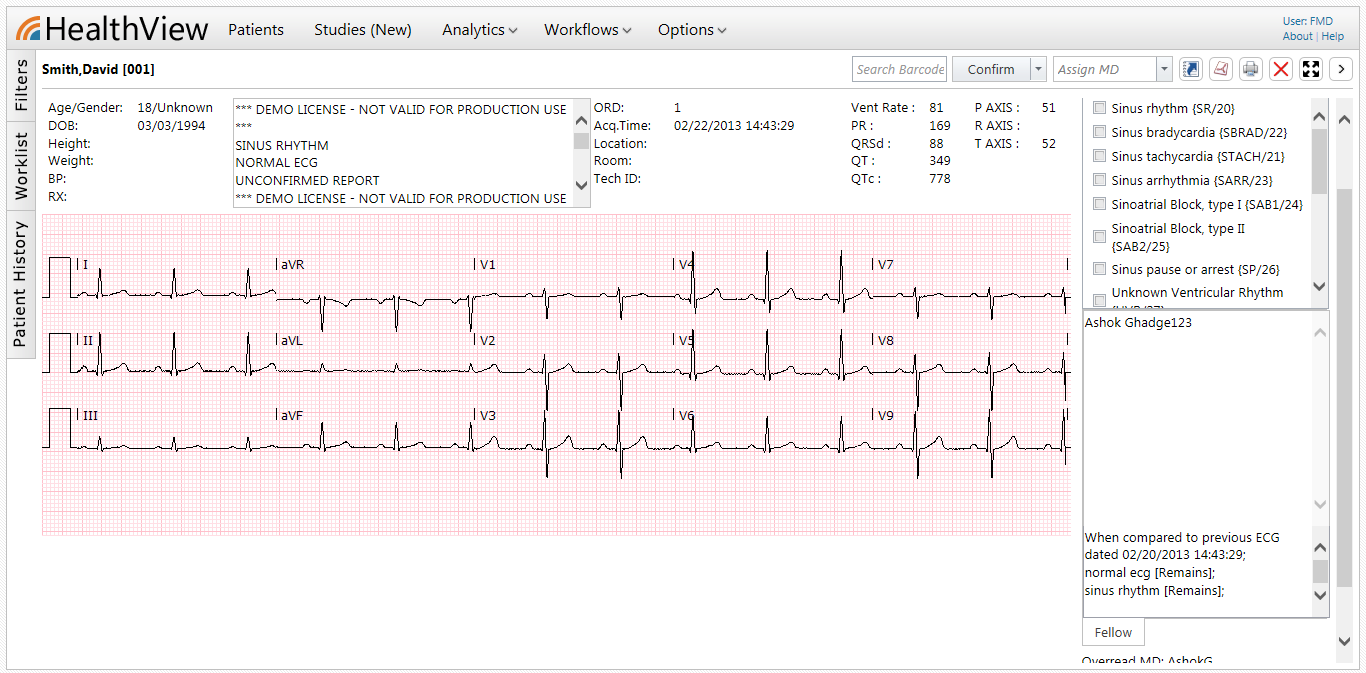 HealthView Patients Studies (New) Analytics Workflows Options
User: FMD
About | Help
Filters
Worklist
Patient History
Smith,David [001]
Search Barcode Confirm Assign MD
Age/Gender: 18/Unknown
DOB: 03/03/1994
Height:
Weight:
BP:
RX:
*** DEMO LICENSE - NOT VALID FOR PRODUCTION USE
***
SINUS RHYTHM
NORMAL ECG
UNCONFIRMED REPORT
*** DEMO LICENSE - NOT VALID FOR PRODUCTION USE
ORD: 1
Acq.Time: 02/22/2013 14:43:29
Location:
Room:
Tech ID:
Vent Rate : 81 P AXIS : 51
PR : 169 R AXIS :
QRSd : 88 T AXIS : 52
QT : 349
QTc : 778
I aVR V1 V4 V7
II aVL V2 V5 V8
III aVF V3 V6 V9
Sinus rhythm {SR/20}
Sinus bradycardia {SBRAD/22}
Sinus tachycardia {STACH/21}
Sinus arrhythmia {SARR/23}
Sinoatrial Block, type I {SAB1/24}
Sinoatrial Block, type II
{SAB2/25}
Sinus pause or arrest {SP/26}
Unknown Ventricular Rhythm
Ashok Ghadge123
When compared to previous ECG
dated 02/20/2013 14:43:29;
normal ecg [Remains];
sinus rhythm [Remains];
Fellow
Overread MD: AshokG